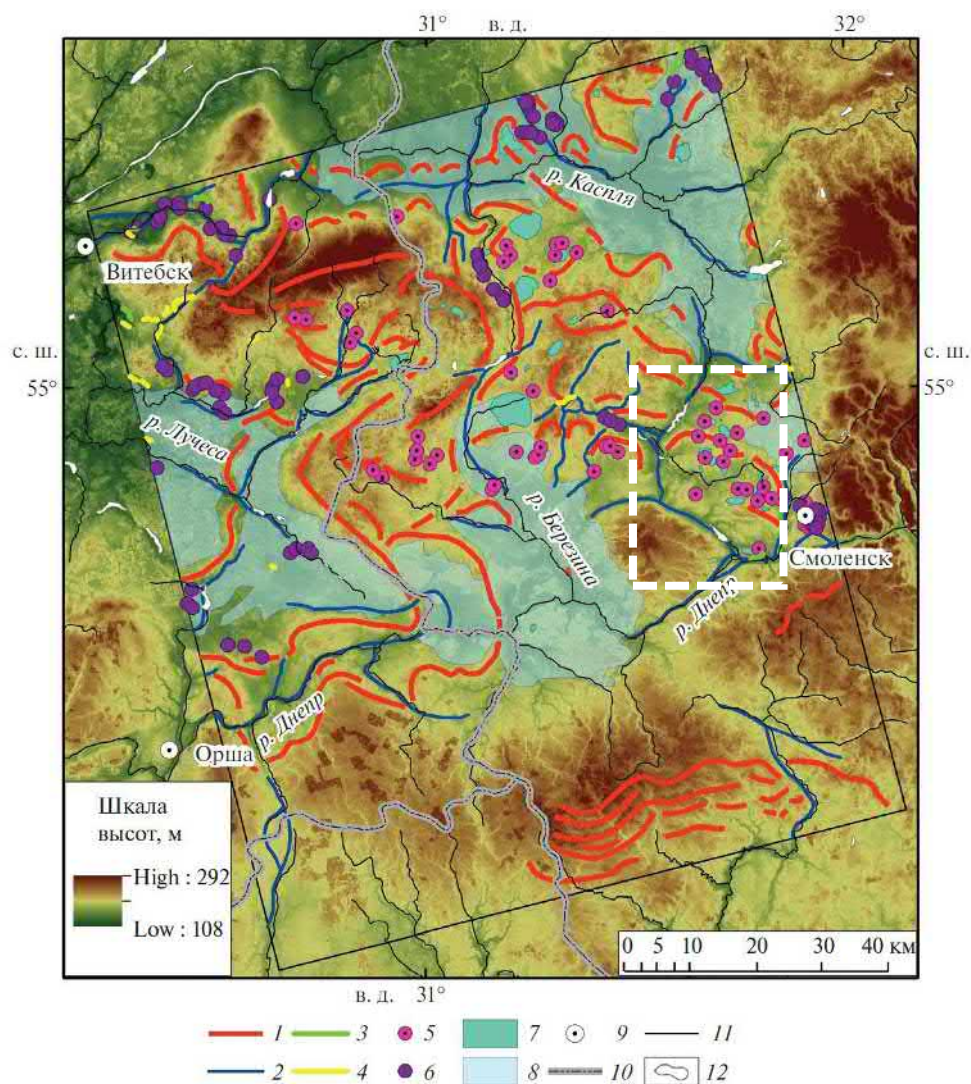 31° в. д. 32°
р. Каспля
Витебск
с. ш. с. ш.
55° 55°
р. Лучеса
р. Березина
Смоленск
р. Днепр
р. Днепр
Орша
Шкала
высот, м
High : 292
Low : 108
0 5 10 20 30 40 км
в. д. 31°
1 3 5 7 9 11
2 4 6 8 10 12